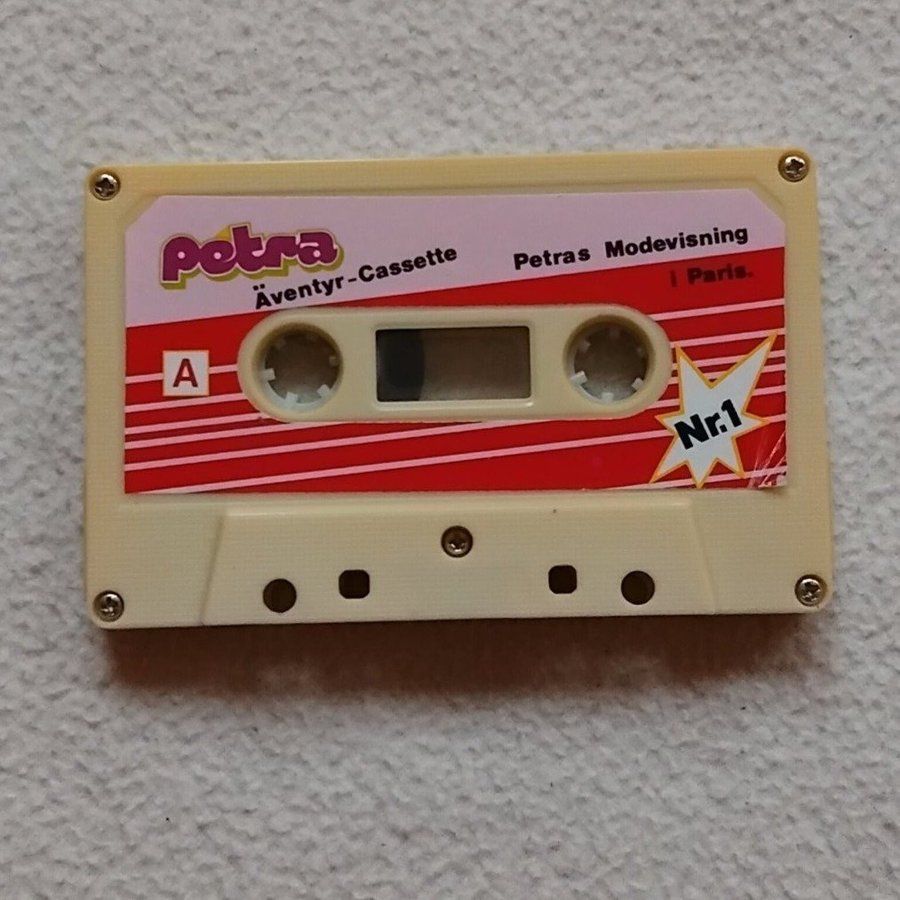 petra
Äventyr-Cassette
Petras Modevisning
i Paris.
A
Nr.1